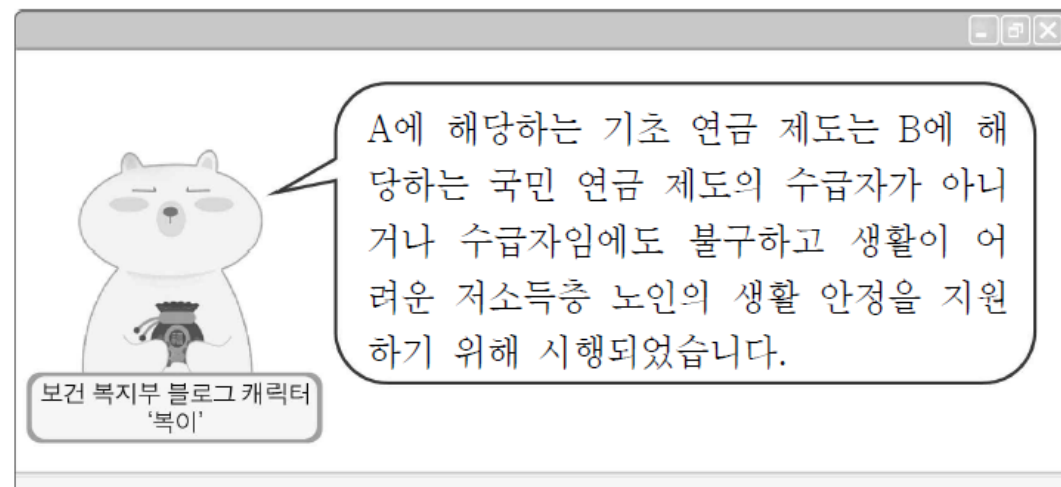 A에 해당하는 기초 연금 제도는 B에 해
당하는 국민 연금 제도의 수급자가 아니
거나 수급자임에도 불구하고 생활이 어
려운 저소득층 노인의 생활 안정을 지원
하기 위해 시행되었습니다.
보건 복지부 블로그 캐릭터
‘복이’